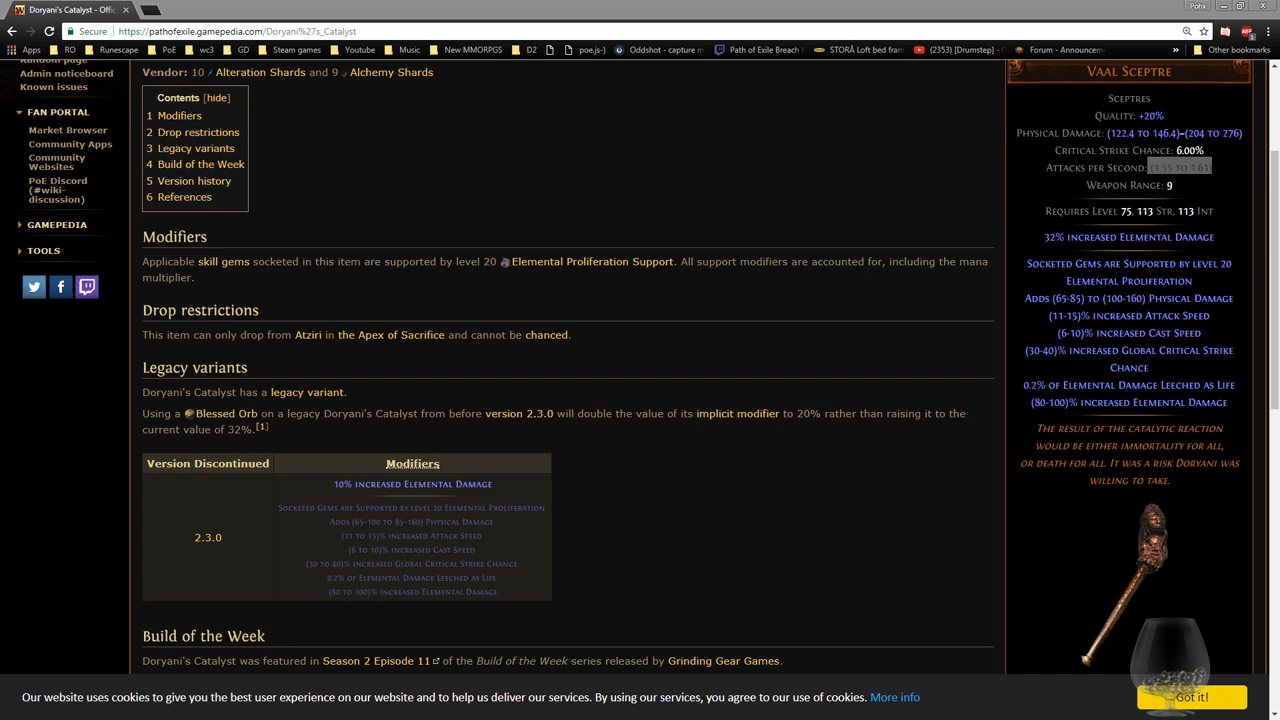 Doryani's Catalyst - Offi
Pohx
Secure
https://pathofexile.gamepedia.com/Doryani%27s_Catalyst
Apps
RO
Runescape
PoE
wc3
GD
Steam games
Youtube
Music
New MMORPGS
D2
poe.js-)
Oddshot - capture m
Path of Exile Breach
STORÅ Loft bed fram
(2353) [Drumstep]
Forum - Announcem
»
Other bookmarks
Random page
Admin noticeboard
Known issues
FAN PORTAL
Market Browser
Community Apps
Community
Websites
PoE Discord
(#wiki-
discussion)
GAMEPEDIA
TOOLS
Vendor: 10 Alteration Shards and 9 Alchemy Shards
Contents [hide]
1 Modifiers
2 Drop restrictions
3 Legacy variants
4 Build of the Week
5 Version history
6 References
Modifiers
Applicable skill gems socketed in this item are supported by level 20 Elemental Proliferation Support. All support modifiers are accounted for, including the mana
multiplier.
Drop restrictions
This item can only drop from Atziri in the Apex of Sacrifice and cannot be chanced.
Legacy variants
Doryani's Catalyst has a legacy variant.
Using a Blessed Orb on a legacy Doryani's Catalyst from before version 2.3.0 will double the value of its implicit modifier to 20% rather than raising it to the
current value of 32%.[1]
Version Discontinued
Modifiers
2.3.0
10% increased Elemental Damage
Socketed Gems are Supported by level 20 Elemental Proliferation
Adds (65-100 to 85-160) Physical Damage
(11 to 15)% increased Attack Speed
(6 to 10)% increased Cast Speed
(30 to 40)% increased Global Critical Strike Chance
0.2% of Elemental Damage Leeched as Life
(80 to 100)% increased Elemental Damage
Build of the Week
Doryani's Catalyst was featured in Season 2 Episode 11 of the Build of the Week series released by Grinding Gear Games.
Vaal Sceptre
Sceptres
Quality: +20%
Physical Damage: (122.4 to 146.4)–(204 to 276)
Critical Strike Chance: 6.00%
Attacks per Second: (1.55 to 1.61)
Weapon Range: 9
Requires Level 75, 113 Str, 113 Int
32% increased Elemental Damage
Socketed Gems are Supported by level 20
Elemental Proliferation
Adds (65-85) to (100-160) Physical Damage
(11-15)% increased Attack Speed
(6-10)% increased Cast Speed
(30-40)% increased Global Critical Strike
Chance
0.2% of Elemental Damage Leeched as Life
(80-100)% increased Elemental Damage
The result of the catalytic reaction
would be either immortality for all,
or death for all. It was a risk Doryani was
willing to take.
Our website uses cookies to give you the best user experience on our website and to help us deliver our services. By using our services, you agree to our use of cookies. More info
Got it!